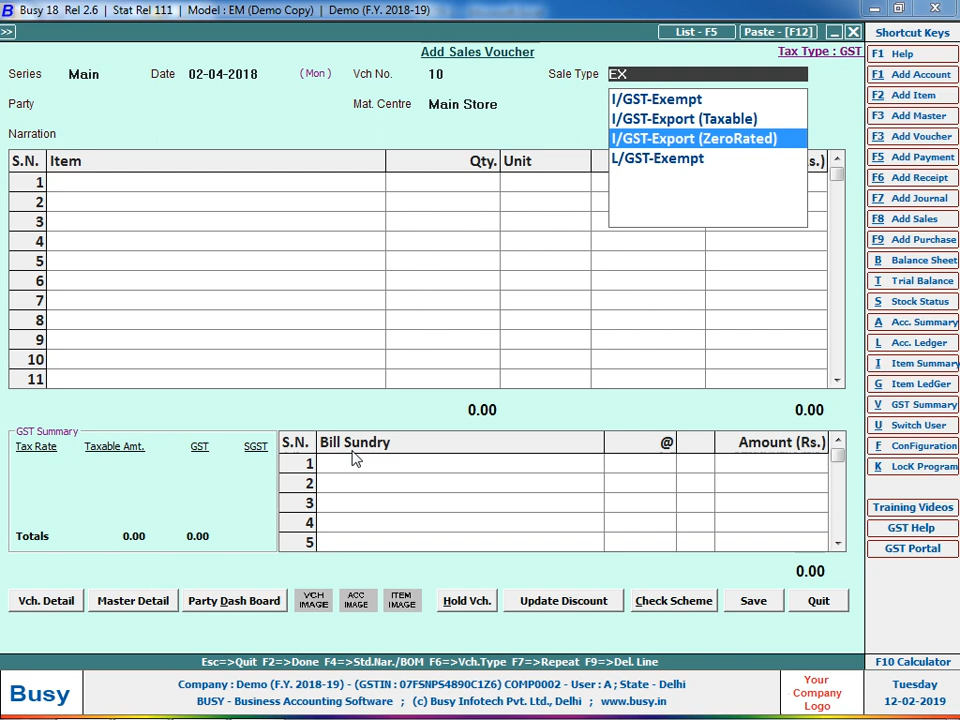 Busy 18 Rel 2.6 | Stat Rel 111 | Model : EM (Demo Copy) | Demo (F.Y. 2018-19)
>> List - F5 Paste - [F12]
Add Sales Voucher Tax Type : GST
Series Main Date 02-04-2018 (Mon) Vch No. 10 Sale Type EX
Party Mat. Centre Main Store
Narration
I/GST-Exempt
I/GST-Export (Taxable)
I/GST-Export (ZeroRated)
L/GST-Exempt
S.N. Item Qty. Unit s.)
1
2
3
4
5
6
7
8
9
10
11
0.00 0.00
GST Summary
Tax Rate Taxable Amt. GST SGST
Totals 0.00 0.00
S.N. Bill Sundry @ Amount (Rs.)
1
2
3
4
5
0.00
Vch. Detail Master Detail Party Dash Board VCH IMAGE ACC IMAGE ITEM IMAGE Hold Vch. Update Discount Check Scheme Save Quit
Esc=>Quit F2=>Done F4=>Std.Nar./BOM F6=>Vch.Type F7=>Repeat F9=>Del. Line
Shortcut Keys
F1 Help
F1 Add Account
F2 Add Item
F3 Add Master
F3 Add Voucher
F5 Add Payment
F6 Add Receipt
F7 Add Journal
F8 Add Sales
F9 Add Purchase
B Balance Sheet
T Trial Balance
S Stock Status
A Acc. Summary
L Acc. Ledger
I Item Summary
G Item LedGer
V GST Summary
U Switch User
F ConFiguration
K LocK Program
Training Videos
GST Help
GST Portal
F10 Calculator
Busy
Company : Demo (F.Y. 2018-19) - (GSTIN : 07FSNPS4890C1Z6) COMP0002 - User : A ; State - Delhi
BUSY - Business Accounting Software ; (c) Busy Infotech Pvt. Ltd., Delhi ; www.busy.in
Your
Company
Logo
Tuesday
12-02-2019